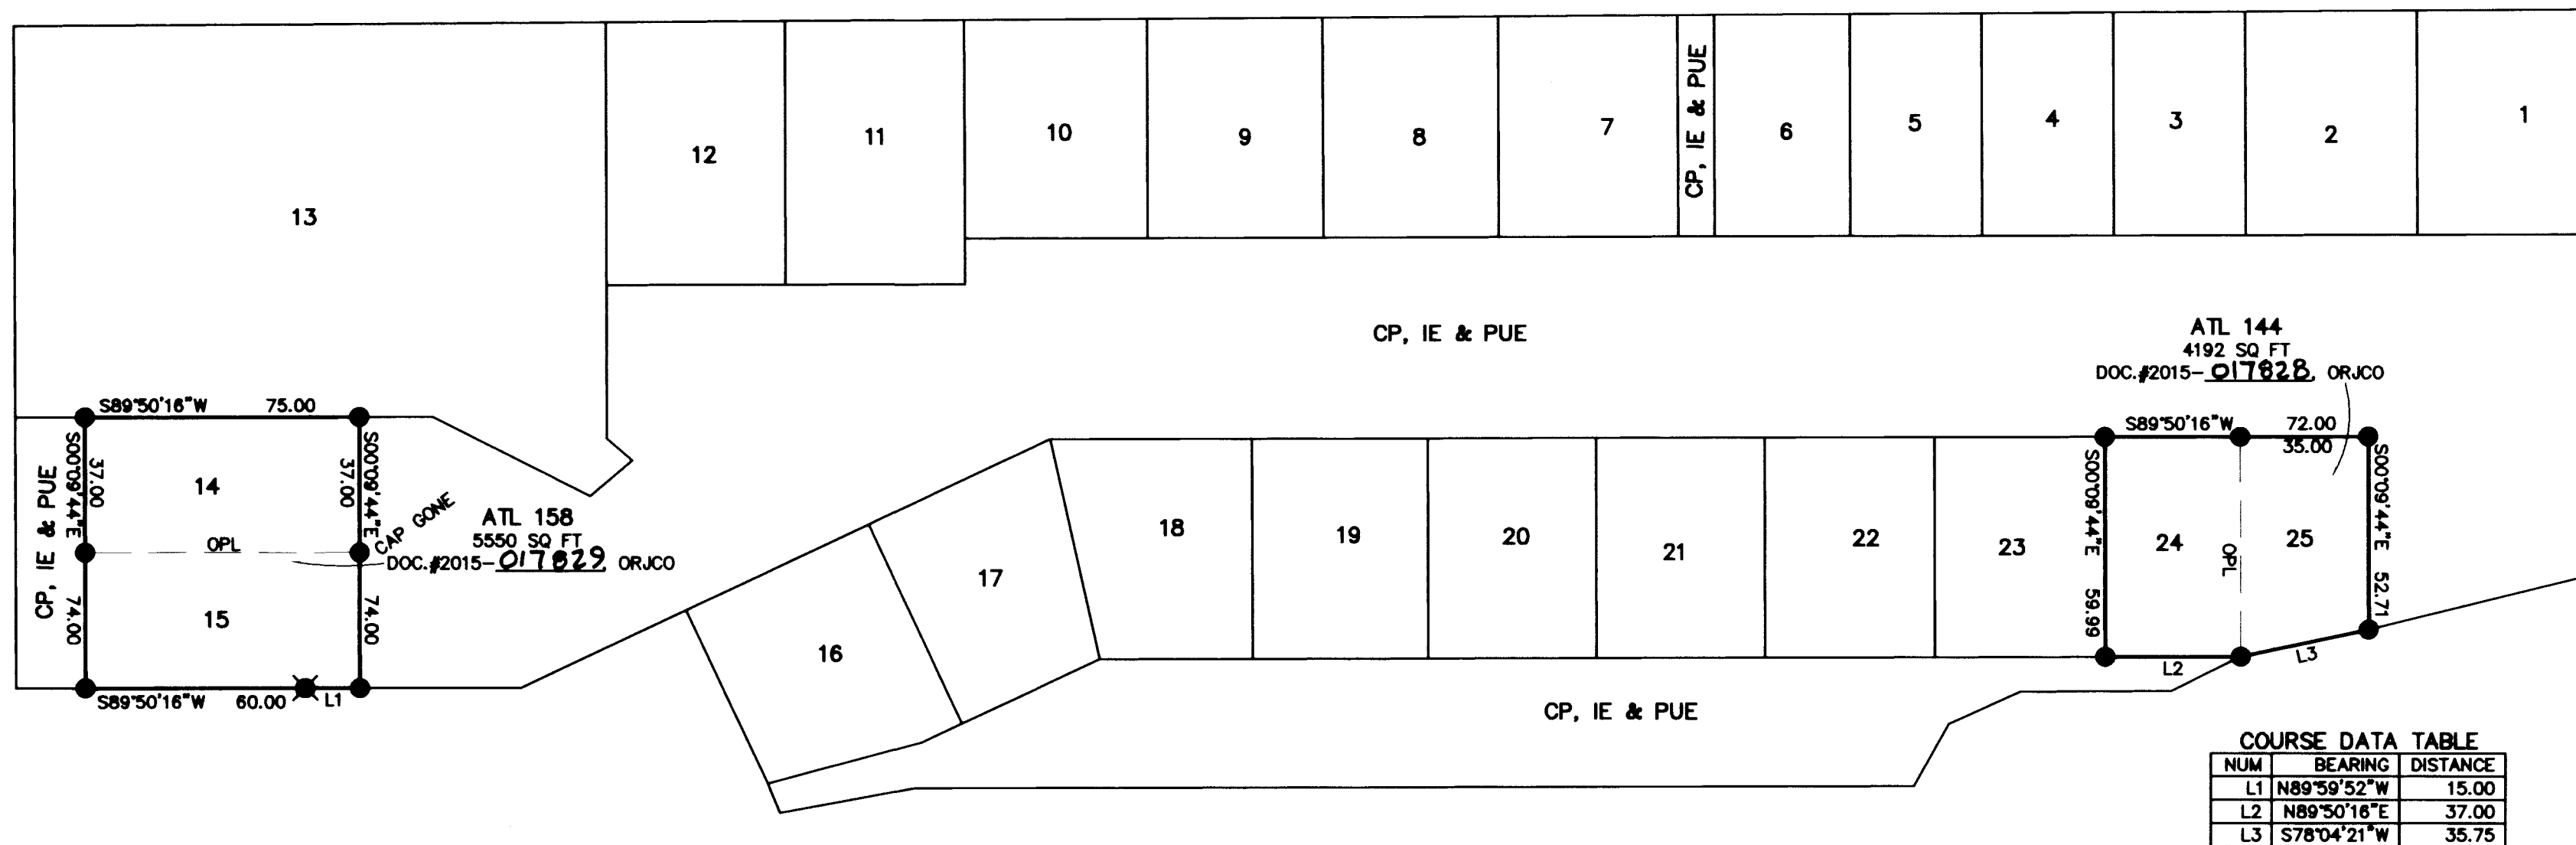 13
12
11
10
9
8
7
CP, IE & PUE
6
5
4
3
2
1
CP, IE & PUE
ATL 144
4192 SQ FT
DOC.#2015-017828, ORJCO
S89°50'16"W 75.00
S00°09'44"E
37.00
37.00
S00°09'44"E
CP, IE & PUE
14
OPL
CAP GONE
ATL 158
5550 SQ FT
DOC.#2015-017829, ORJCO
15
74.00
74.00
S89°50'16"W 60.00
L1
16
17
18
19
20
21
22
23
S89°50'16"W 72.00
35.00
S00°09'44"E 59.99
24
OPL
25
S00°09'44"E 52.71
L2
L3
CP, IE & PUE
COURSE DATA TABLE
NUM BEARING DISTANCE
L1 N89°59'52"W 15.00
L2 N89°50'16"E 37.00
L3 S78°04'21"W 35.75